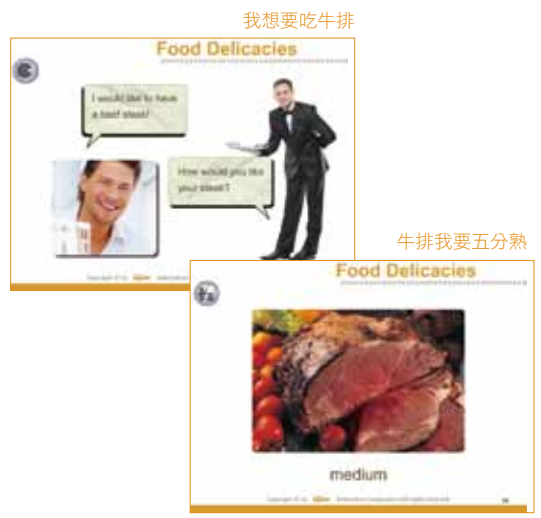 我想要吃牛排
Food Delicacies
I would like to have
a beef steak!
How would you like
your steak?
牛排我要五分熟
Food Delicacies
medium